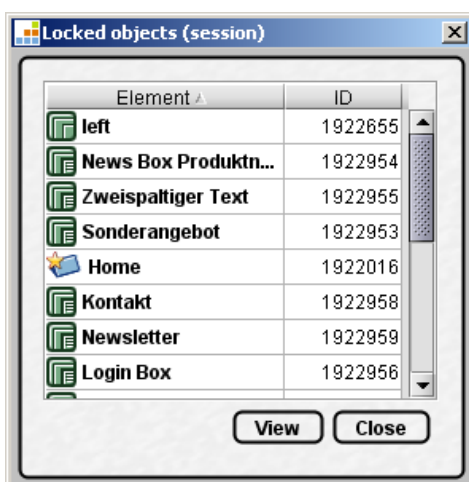 Locked objects (session)
Element ID
left 1922655
News Box Produktn... 1922954
Zweispaltiger Text 1922955
Sonderangebot 1922953
Home 1922016
Kontakt 1922958
Newsletter 1922959
Login Box 1922956
View Close